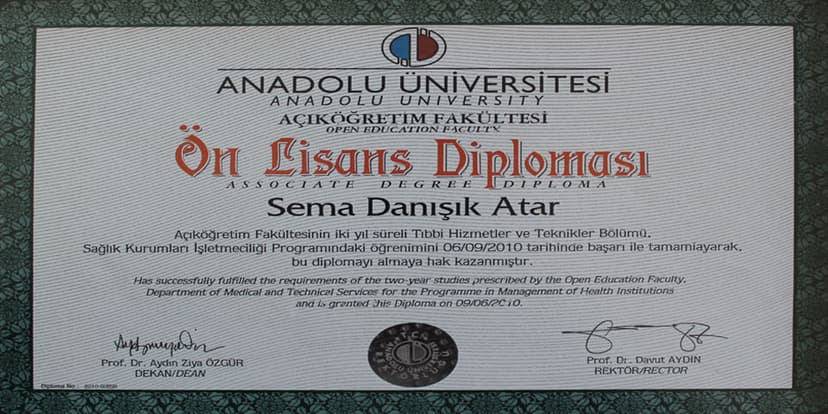 ANADOLU ÜNİVERSİTESİ
ANADOLU UNIVERSITY
AÇIKÖĞRETİM FAKÜLTESİ
OPEN EDUCATION FACULTY
Ön Lisans Diploması
ASSOCIATE DEGREE DIPLOMA
Sema Danışık Atar
Açıköğretim Fakültesinin iki yıl süreli Tıbbi Hizmetler ve Teknikler Bölümü,
Sağlık Kurumları İşletmeciliği Programındaki öğrenimini 06/09/2010 tarihinde başarı ile tamamlayarak,
bu diplomayı almaya hak kazanmıştır.
Has successfully fulfilled the requirements of the two-year studies prescribed by the Open Education Faculty,
Department of Medical and Technical Services for the Programme in Management of Health Institutions
and is granted this Diploma on 09/06/2010.
Prof. Dr. Aydın Ziya ÖZGÜR
DEKAN/DEAN
Prof. Dr. Davut AYDIN
REKTÖR/RECTOR
Diploma No :